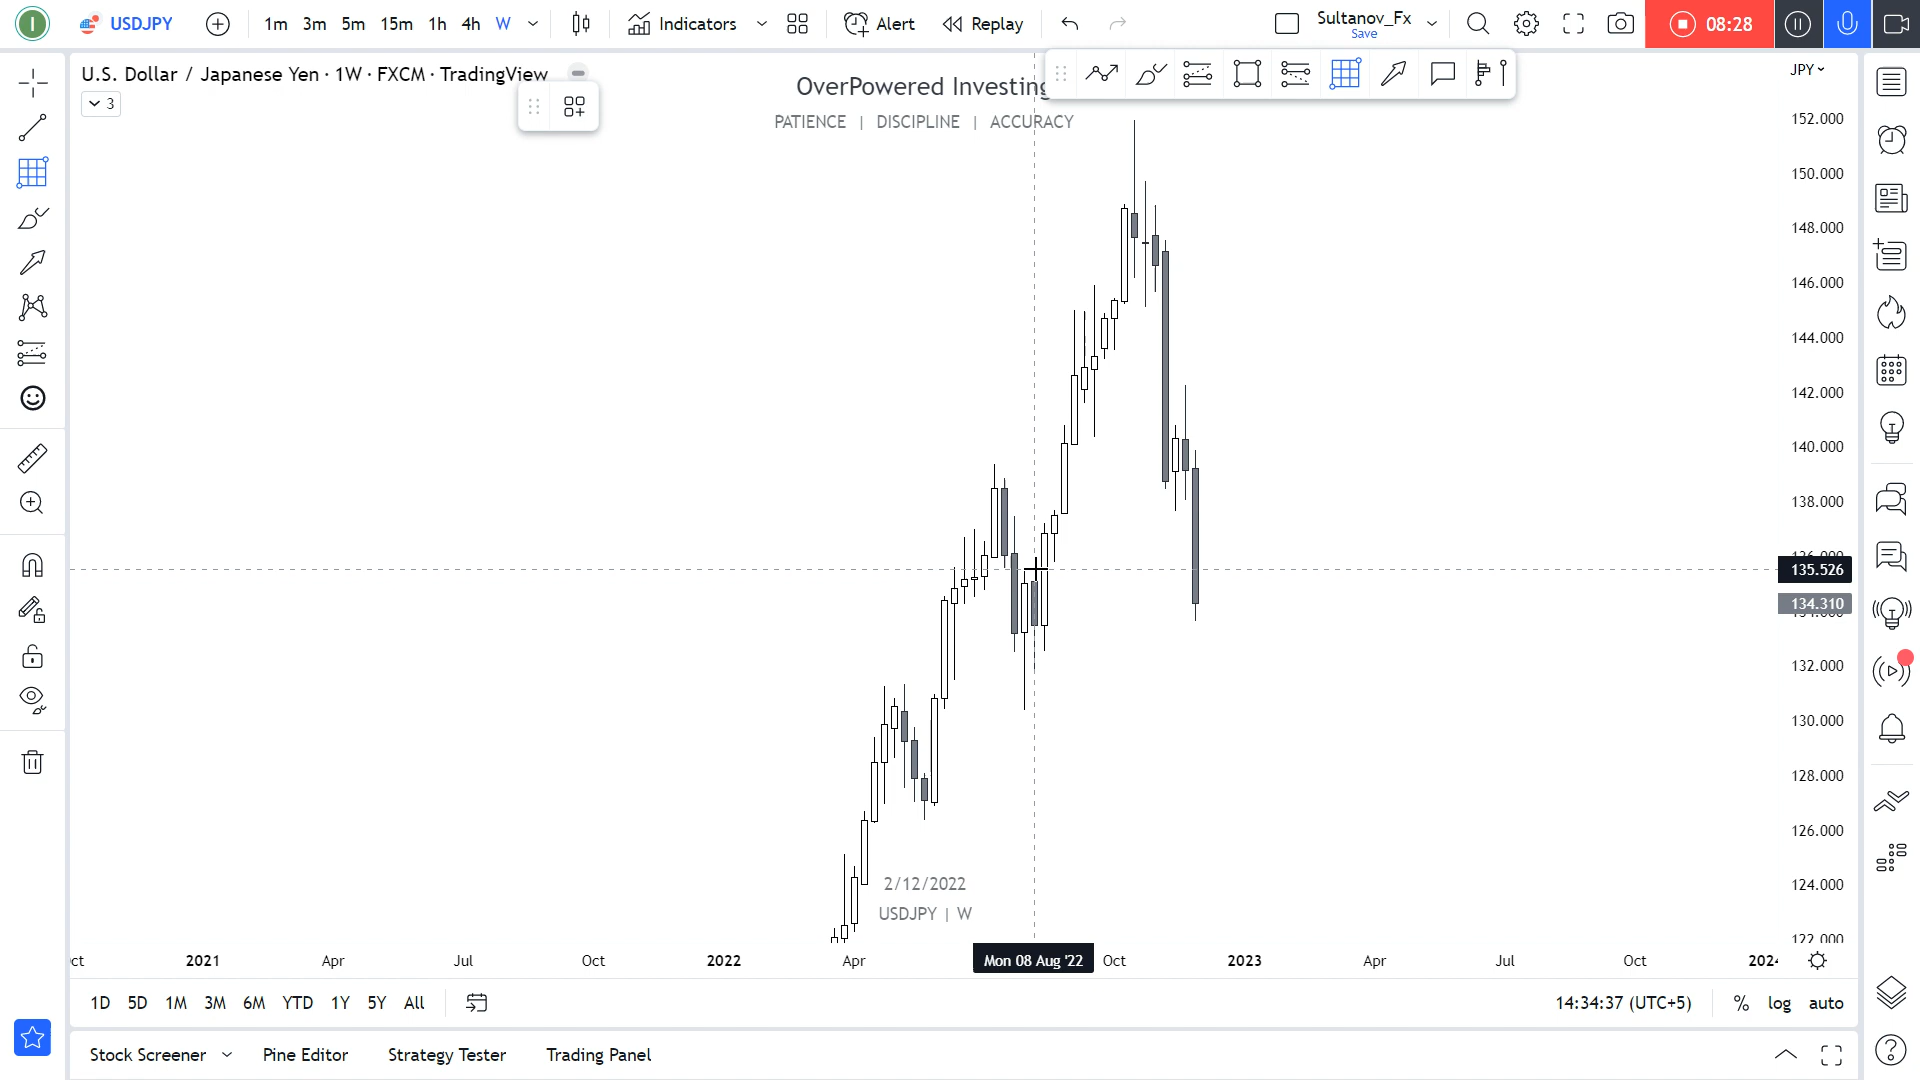 I USDJPY 1m 3m 5m 15m 1h 4h W Indicators Alert Replay Sultanov_Fx 08:28
Save
U.S. Dollar / Japanese Yen · 1W · FXCM · TradingView
3
OverPowered Investing
PATIENCE | DISCIPLINE | ACCURACY
JPY
152.000
150.000
148.000
146.000
144.000
142.000
140.000
138.000
136.000
135.526
134.310
132.000
130.000
128.000
126.000
124.000
122.000
2/12/2022
USDJPY | W
ct 2021 Apr Jul Oct 2022 Apr Mon 08 Aug '22 Oct 2023 Apr Jul Oct 2024
1D 5D 1M 3M 6M YTD 1Y 5Y All 14:34:37 (UTC+5) % log auto
Stock Screener Pine Editor Strategy Tester Trading Panel